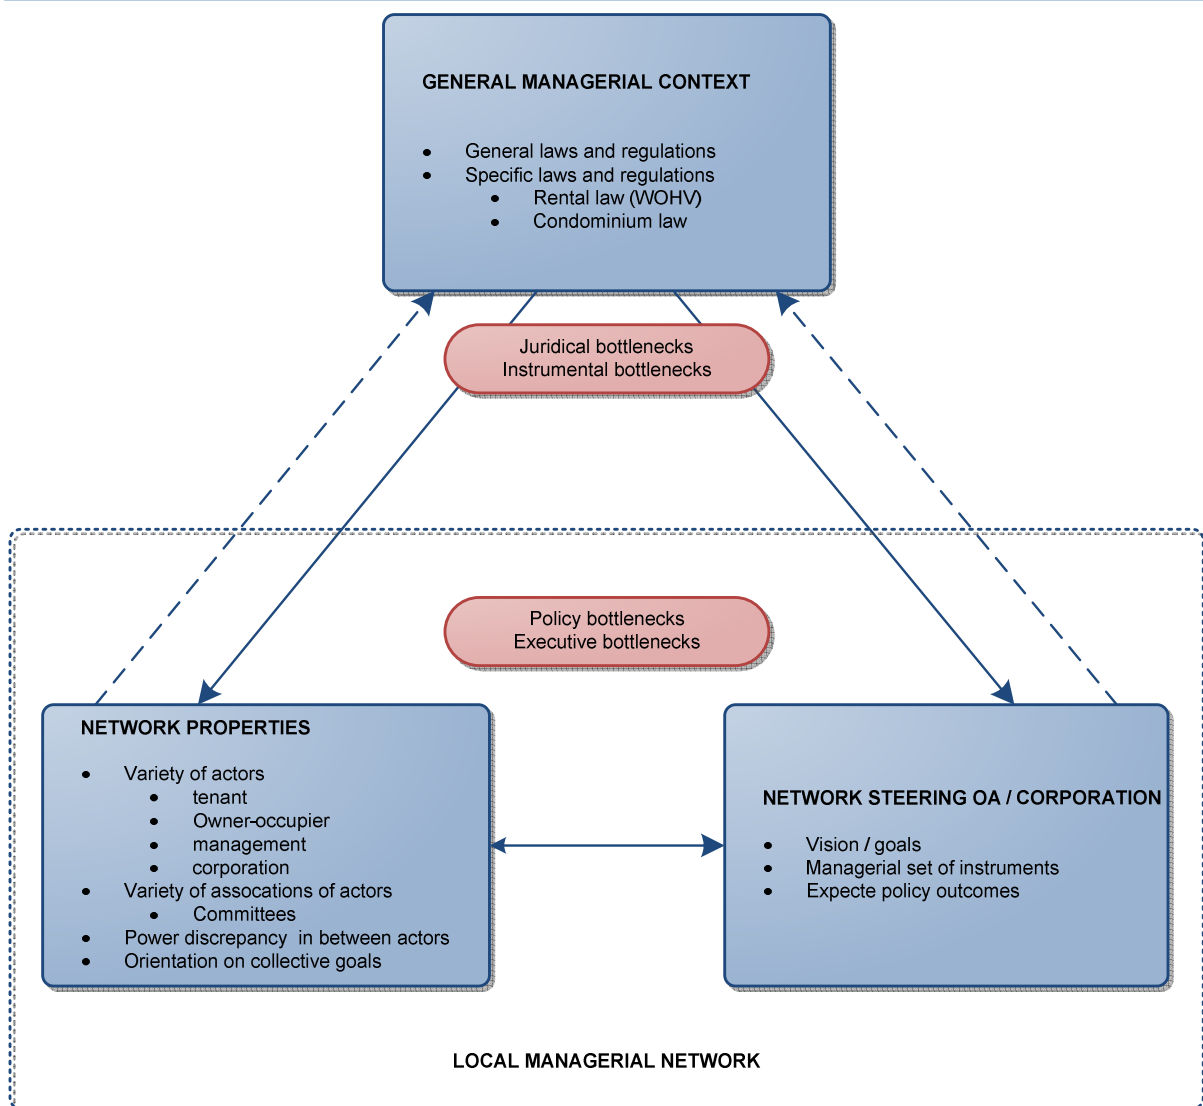 GENERAL MANAGERIAL CONTEXT
• General laws and regulations
• Specific laws and regulations
• Rental law (WOHV)
• Condominium law
Juridical bottlenecks
Instrumental bottlenecks
Policy bottlenecks
Executive bottlenecks
NETWORK PROPERTIES
• Variety of actors
• tenant
• Owner-occupier
• management
• corporation
• Variety of assocations of actors
• Committees
• Power discrepancy in between actors
• Orientation on collective goals
NETWORK STEERING OA / CORPORATION
• Vision / goals
• Managerial set of instruments
• Expecte policy outcomes
LOCAL MANAGERIAL NETWORK